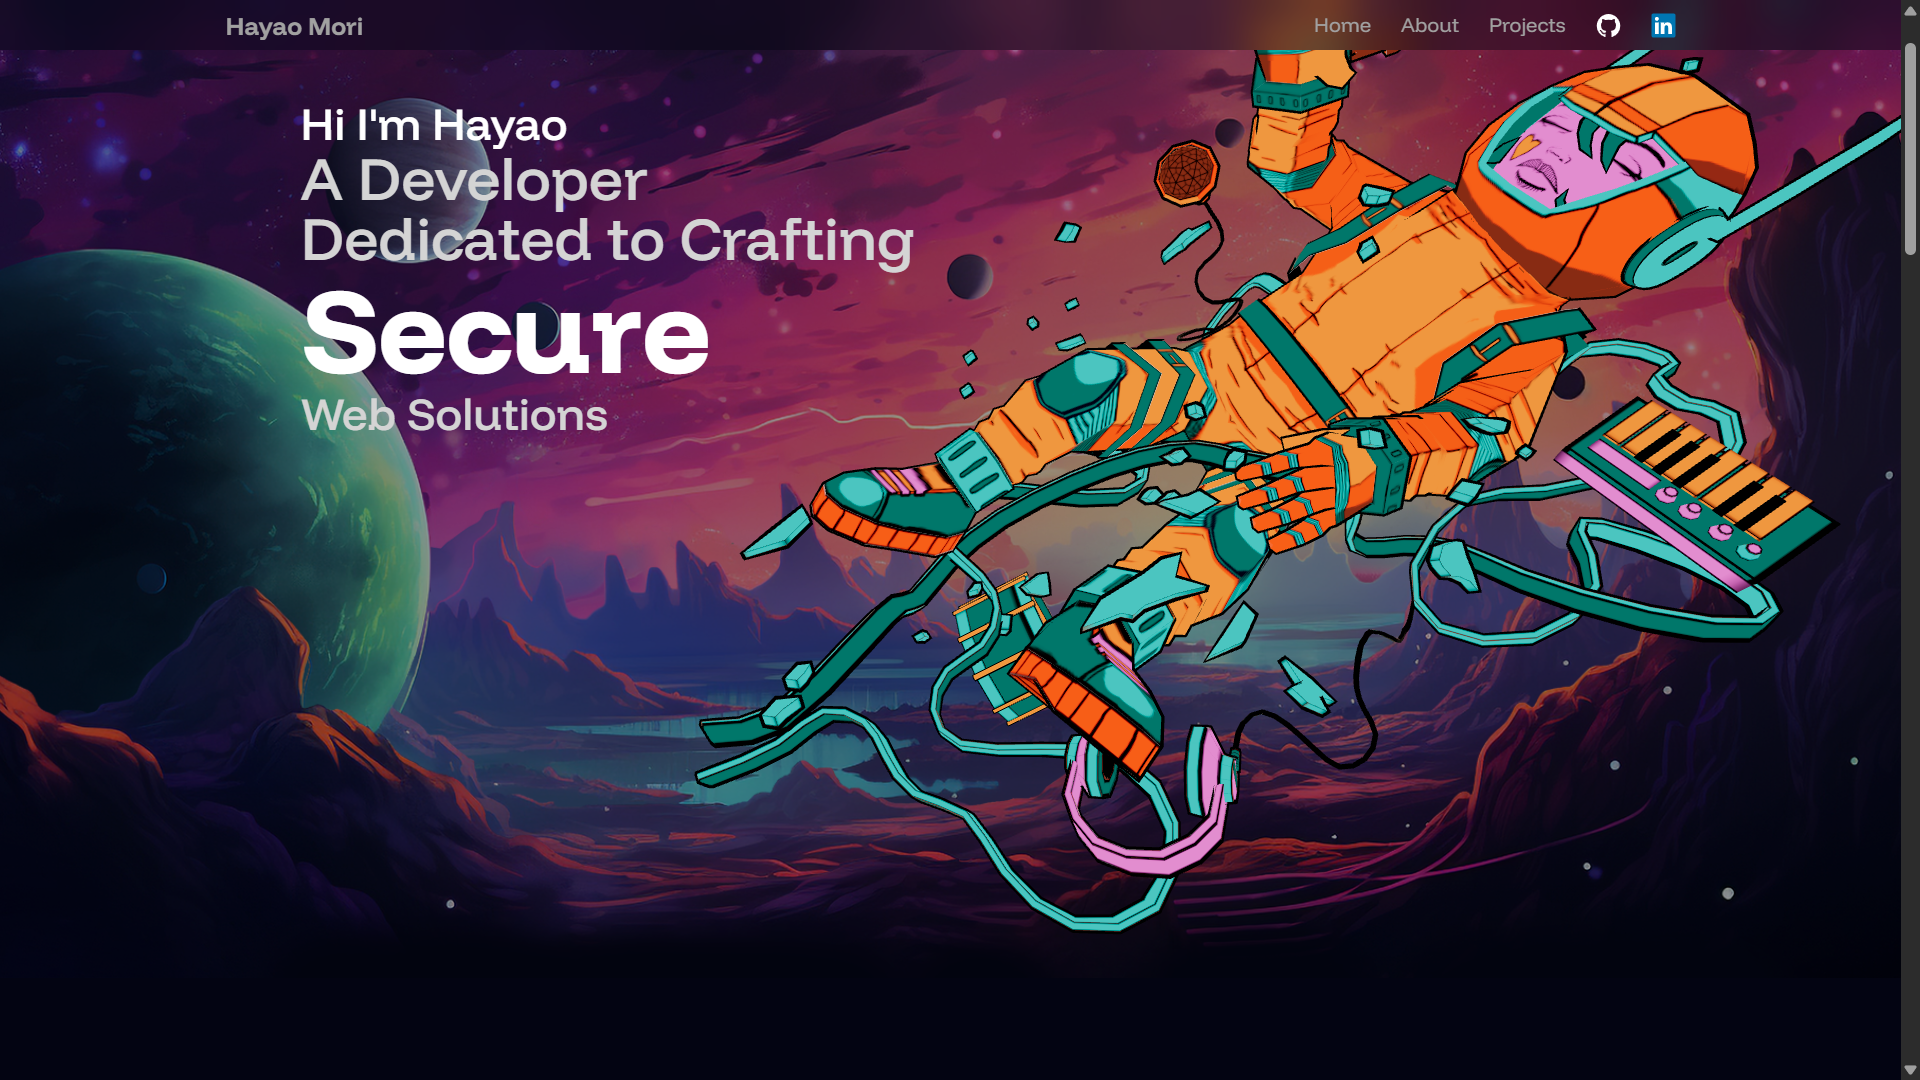 Hayao Mori
Home About Projects in
Hi I'm Hayao
A Developer
Dedicated to Crafting
Secure
Web Solutions